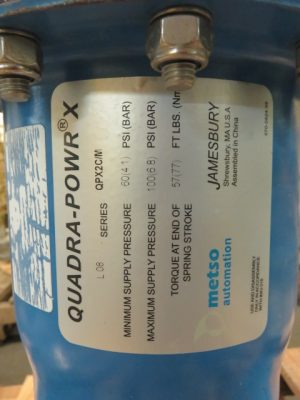 QUADRA-POWR® X
L 08 SERIES QPX2C/M
MINIMUM SUPPLY PRESSURE 60(4.1) PSI (BAR)
MAXIMUM SUPPLY PRESSURE 100(6.8) PSI (BAR)
TORQUE AT END OF 57(77) FT LBS. (Nm
SPRING STROKE
JAMESBURY
Shrewsbury, MA U.S.A
Assembled in China
metso
automation